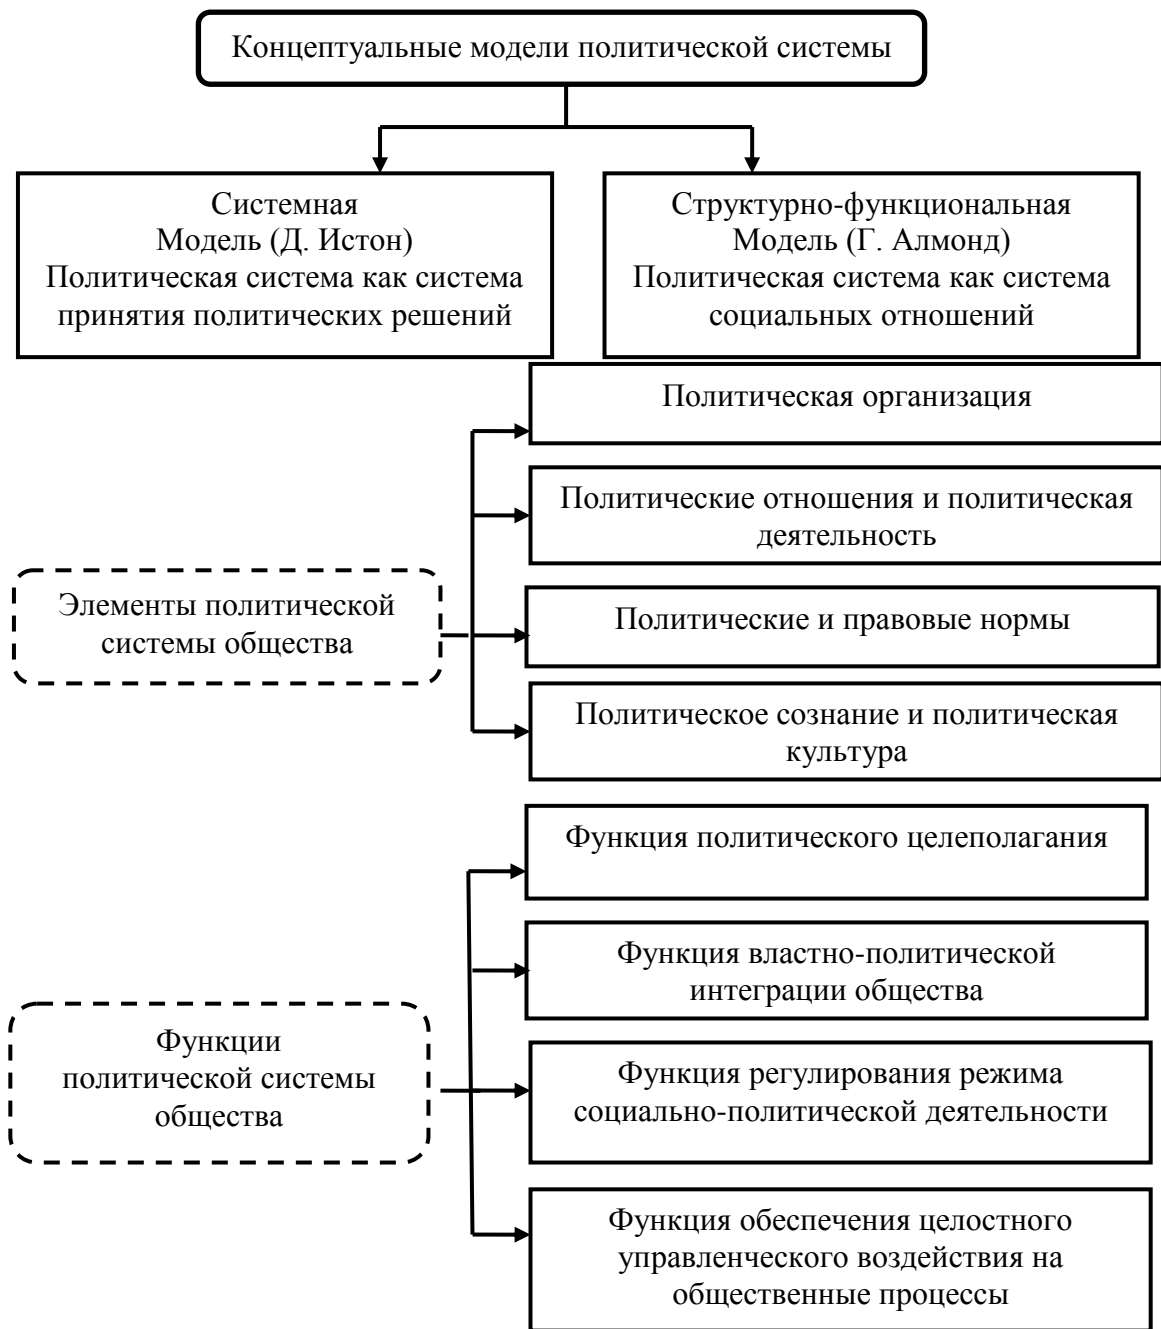 Концептуальные модели политической системы
Системная
Модель (Д. Истон)
Политическая система как система
принятия политических решений
Структурно-функциональная
Модель (Г. Алмонд)
Политическая система как система
социальных отношений
Политическая организация
Политические отношения и политическая
деятельность
Элементы политической
системы общества
Политические и правовые нормы
Политическое сознание и политическая
культура
Функция политического целеполагания
Функция властно-политической
интеграции общества
Функции
политической системы
общества
Функция регулирования режима
социально-политической деятельности
Функция обеспечения целостного
управленческого воздействия на
общественные процессы